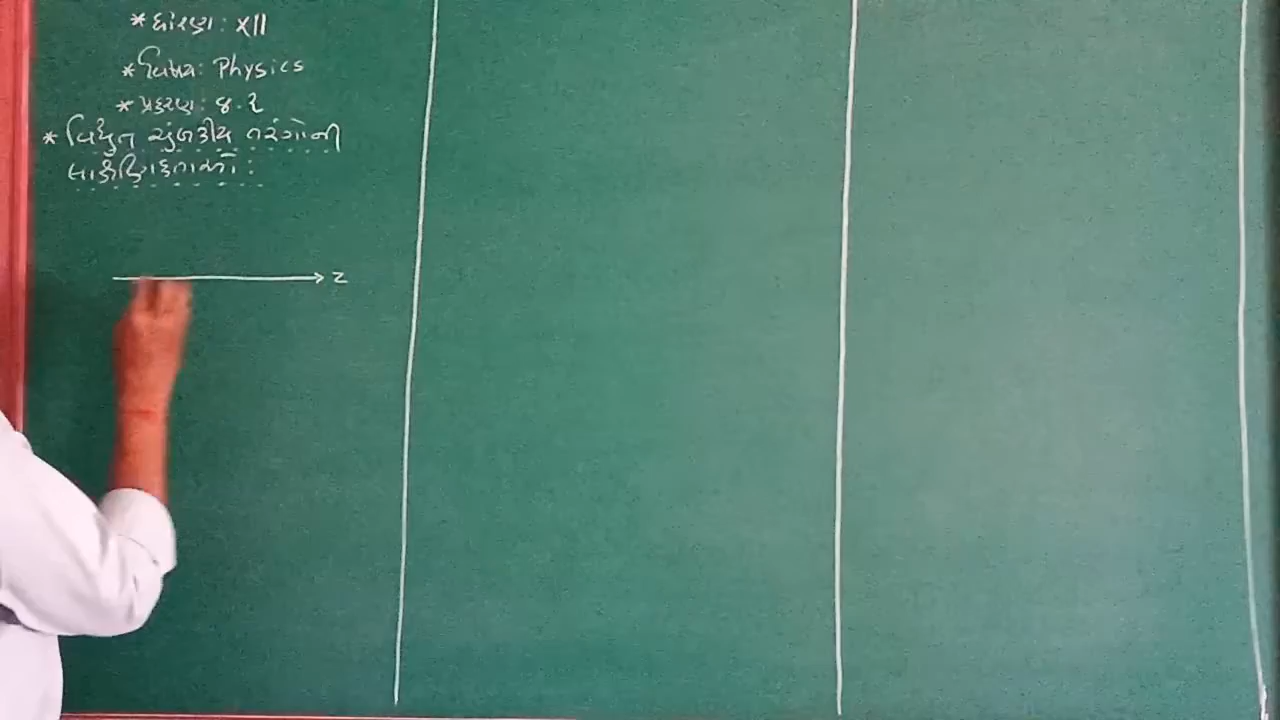 * ધોરણ : XII
* વિષય : Physics
* પ્રકરણ : 8.2
* વિદ્યુત ચુંબકીય તરંગોની
લાક્ષણિકતાઓ :
z